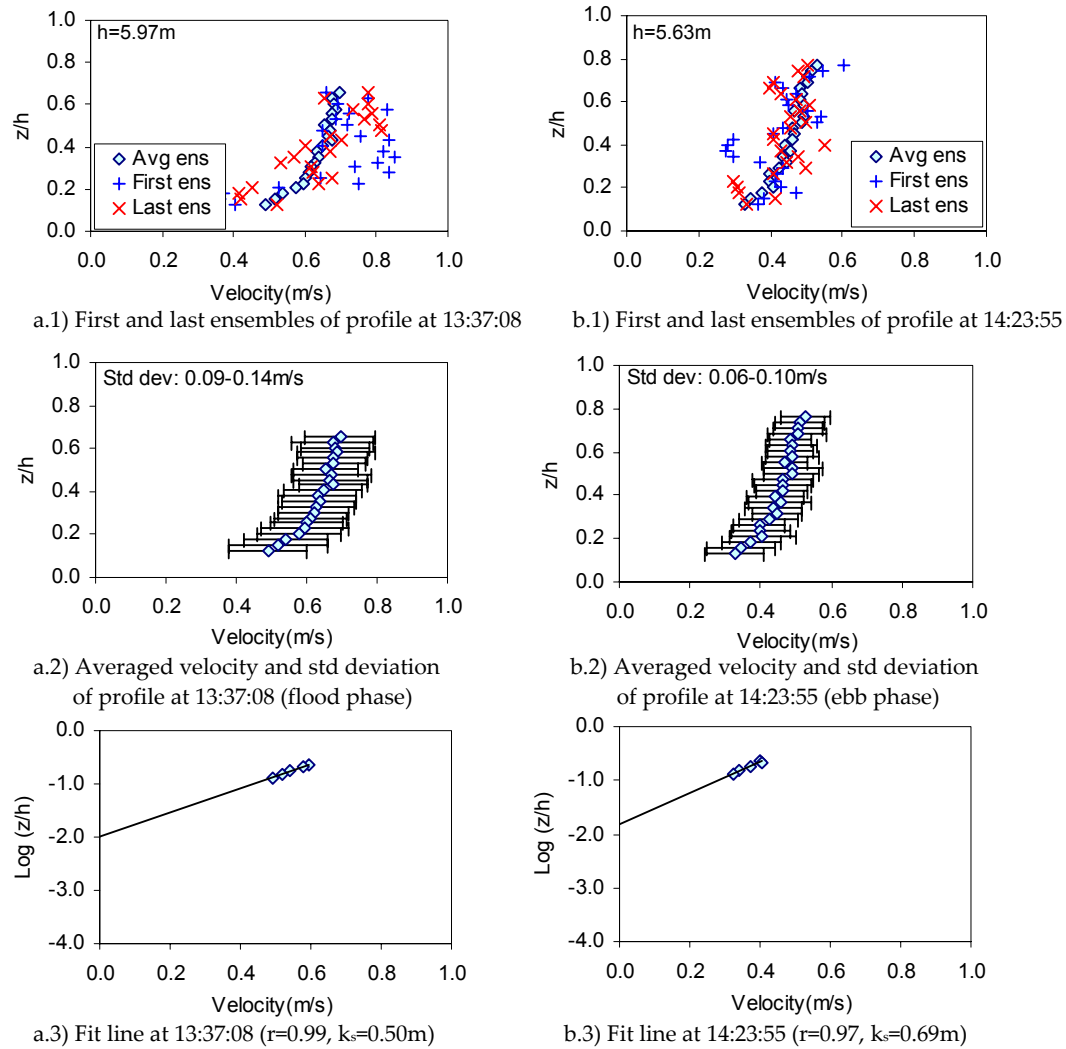 h=5.97m
1.0
0.8
0.6
0.4
0.2
0.0
z/h
Avg ens
First ens
Last ens
0.0 0.2 0.4 0.6 0.8 1.0
Velocity(m/s)
a.1) First and last ensembles of profile at 13:37:08
h=5.63m
1.0
0.8
0.6
0.4
0.2
0.0
z/h
Avg ens
First ens
Last ens
0.0 0.2 0.4 0.6 0.8 1.0
Velocity(m/s)
b.1) First and last ensembles of profile at 14:23:55
Std dev: 0.09-0.14m/s
1.0
0.8
0.6
0.4
0.2
0.0
z/h
0.0 0.2 0.4 0.6 0.8 1.0
Velocity(m/s)
a.2) Averaged velocity and std deviation
of profile at 13:37:08 (flood phase)
Std dev: 0.06-0.10m/s
1.0
0.8
0.6
0.4
0.2
0.0
z/h
0.0 0.2 0.4 0.6 0.8 1.0
Velocity(m/s)
b.2) Averaged velocity and std deviation
of profile at 14:23:55 (ebb phase)
0.0
-1.0
-2.0
-3.0
-4.0
Log (z/h)
0.0 0.2 0.4 0.6 0.8 1.0
Velocity(m/s)
a.3) Fit line at 13:37:08 (r=0.99, ks=0.50m)
0.0
-1.0
-2.0
-3.0
-4.0
Log (z/h)
0.0 0.2 0.4 0.6 0.8 1.0
Velocity(m/s)
b.3) Fit line at 14:23:55 (r=0.97, ks=0.69m)